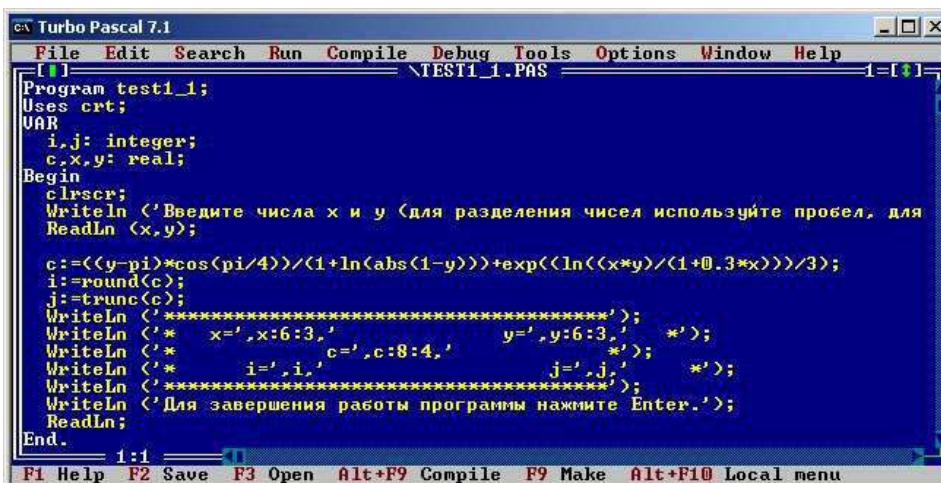 Turbo Pascal 7.1
File Edit Search Run Compile Debug Tools Options Window Help
[ ] \TEST1_1.PAS 1=[↕]
Program test1_1;
Uses crt;
VAR
i,j: integer;
c,x,y: real;
Begin
clrscr;
Writeln ('Введите числа x и y (для разделения чисел используйте пробел, для
ReadLn (x,y);
c:=((y-pi)*cos(pi/4))/(1+ln(abs(1-y)))+exp((ln((x*y)/(1+0.3*x)))/3);
i:=round(c);
j:=trunc(c);
WriteLn ('****************************************');
WriteLn ('* x=',x:6:3,' y=',y:6:3,' *');
WriteLn ('* c=',c:8:4,' *');
WriteLn ('* i=',i,' j=',j,' *');
WriteLn ('****************************************');
WriteLn ('Для завершения работы программы нажмите Enter.');
ReadLn;
End.
1:1
F1 Help F2 Save F3 Open Alt+F9 Compile F9 Make Alt+F10 Local menu